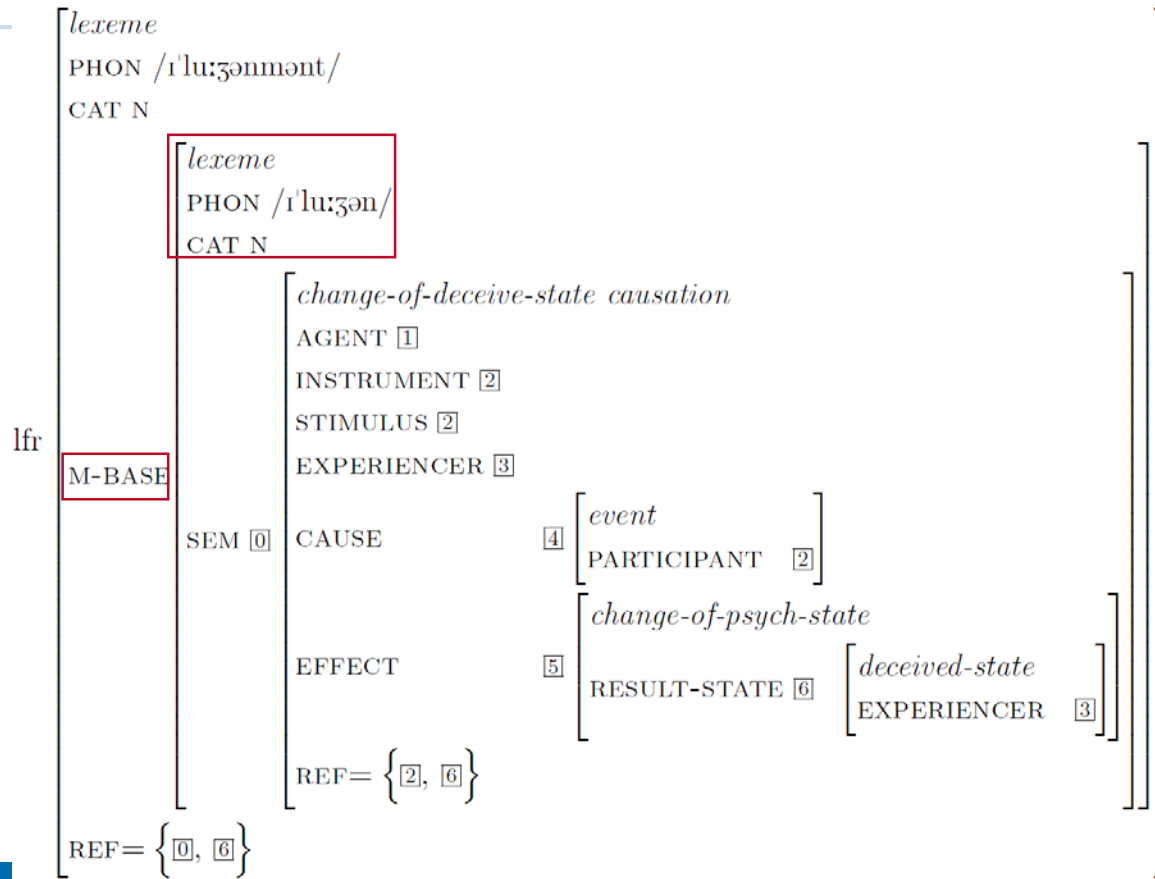 lexeme
PHON /ɪˈluːʒənmənt/
CAT N
lexeme
PHON /ɪˈluːʒən/
CAT N
change-of-deceive-state causation
AGENT 1
INSTRUMENT 2
STIMULUS 2
EXPERIENCER 3
lfr
M-BASE
SEM 0
CAUSE 4
event
PARTICIPANT 2
EFFECT 5
change-of-psych-state
RESULT-STATE 6
deceived-state
EXPERIENCER 3
REF= {2, 6}
REF= {0, 6}